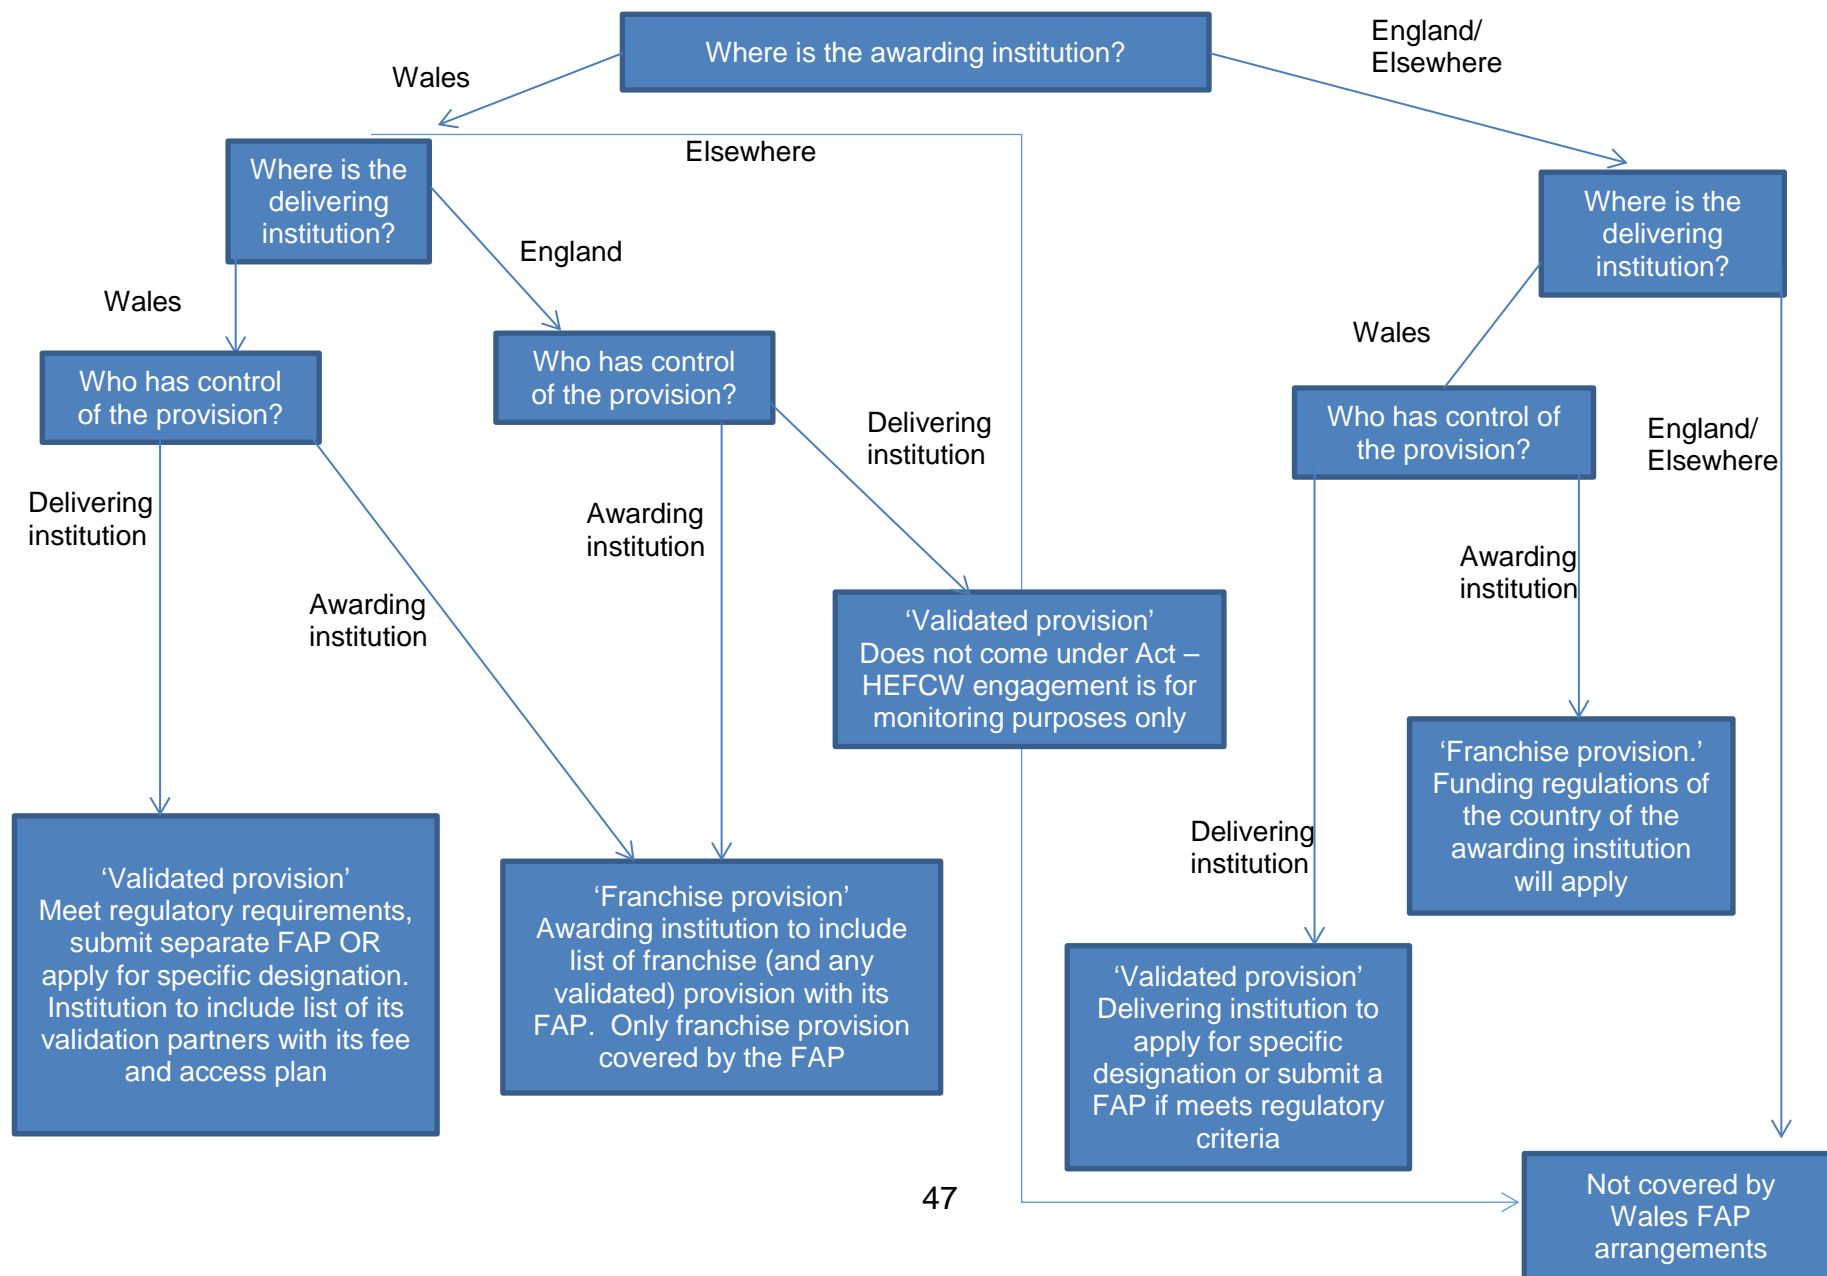 Where is the awarding institution?
England/
Elsewhere
Wales
Elsewhere
Where is the
delivering
institution?
Where is the
delivering
institution?
England
Wales
Wales
Who has control
of the provision?
Who has control
of the provision?
Who has control of
the provision?
England/
Elsewhere
Delivering
institution
Delivering
institution
Awarding
institution
Awarding
institution
Awarding
institution
‘Validated provision’
Does not come under Act –
HEFCW engagement is for
monitoring purposes only
‘Franchise provision.’
Funding regulations of
the country of the
awarding institution
will apply
Delivering
institution
‘Validated provision’
Meet regulatory requirements,
submit separate FAP OR
apply for specific designation.
Institution to include list of its
validation partners with its fee
and access plan
‘Franchise provision’
Awarding institution to include
list of franchise (and any
validated) provision with its
FAP.  Only franchise provision
covered by the FAP
‘Validated provision’
Delivering institution to
apply for specific
designation or submit a
FAP if meets regulatory
criteria
Not covered by
Wales FAP
arrangements
47